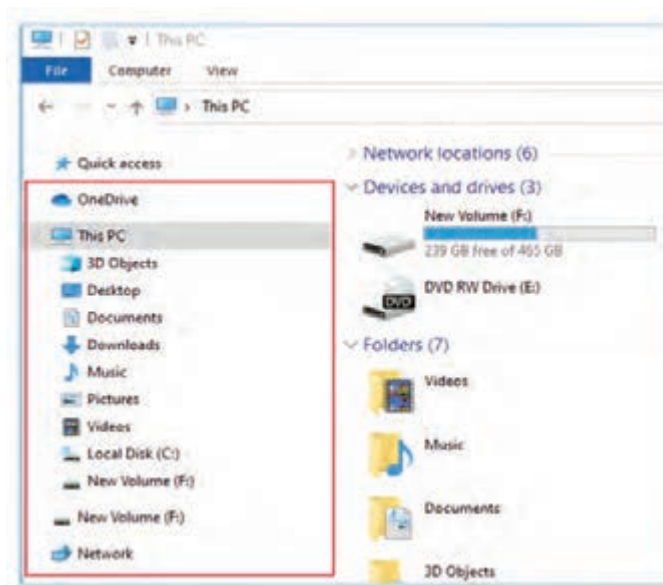 This PC
File Computer View
This PC
Quick access
OneDrive
This PC
3D Objects
Desktop
Documents
Downloads
Music
Pictures
Videos
Local Disk (C:)
New Volume (F:)
New Volume (F:)
Network
Network locations (6)
Devices and drives (3)
New Volume (F:)
239 GB free of 465 GB
DVD RW Drive (E:)
DVD
Folders (7)
Videos
Music
Documents
3D Objects